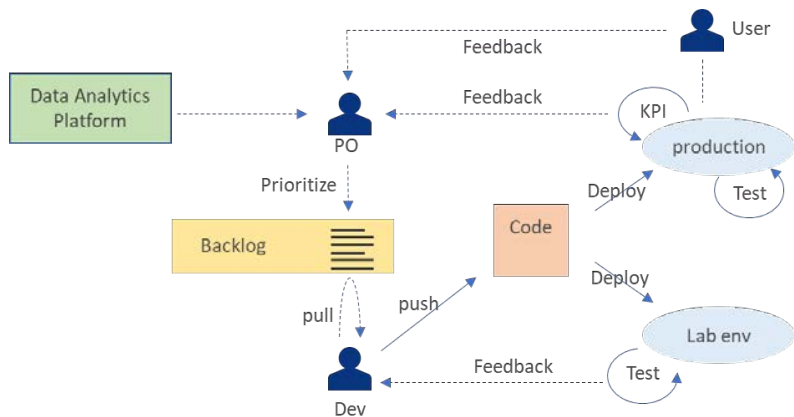 User
Feedback
Data Analytics
Platform
Feedback
KPI
PO
production
Prioritize
Deploy
Test
Backlog
Code
pull
push
Deploy
Lab env
Feedback
Test
Dev